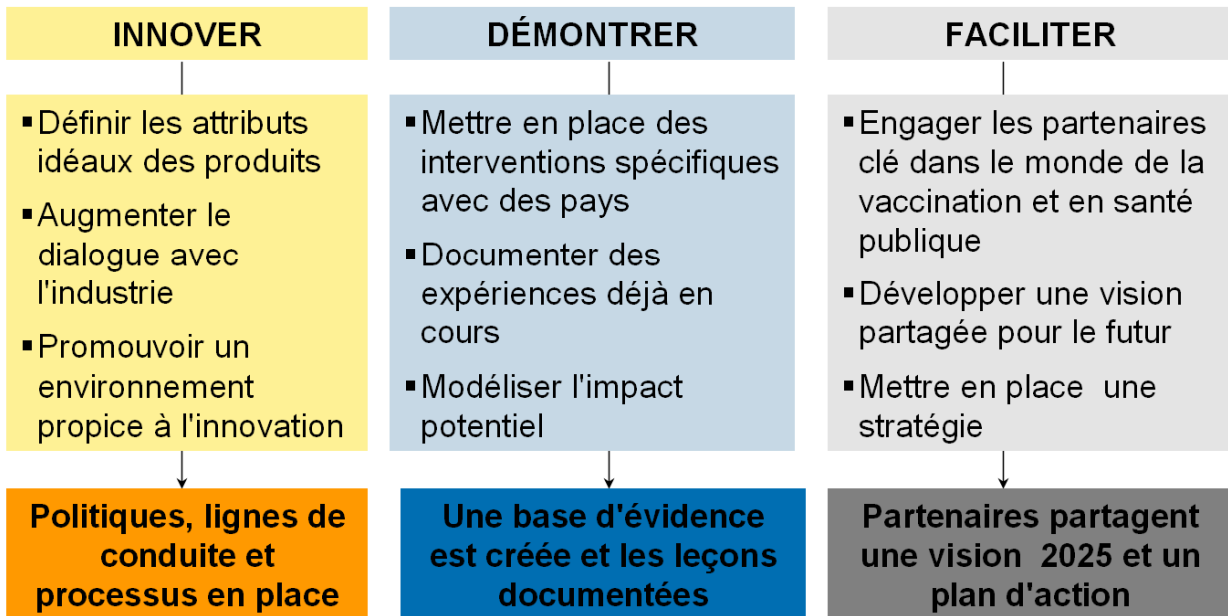 INNOVER
▪ Définir les attributs
idéaux des produits
▪ Augmenter le
dialogue avec
l'industrie
▪ Promouvoir un
environnement
propice à l'innovation
Politiques, lignes de
conduite et
processus en place
DÉMONTRER
▪ Mettre en place des
interventions spécifiques
avec des pays
▪ Documenter des
expériences déjà en
cours
▪ Modéliser l'impact
potentiel
Une base d'évidence
est créée et les leçons
documentées
FACILITER
▪ Engager les partenaires
clé dans le monde de la
vaccination et en santé
publique
▪ Développer une vision
partagée pour le futur
▪ Mettre en place  une
stratégie
Partenaires partagent
une vision  2025 et un
plan d'action